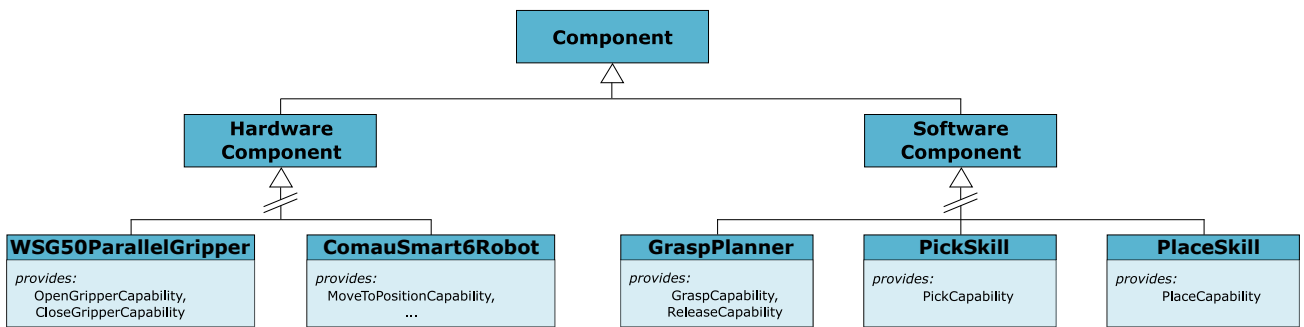 Component
Hardware
Component
Software
Component
WSG50ParallelGripper
provides:
OpenGripperCapability,
CloseGripperCapability
ComauSmart6Robot
provides:
MoveToPositionCapability,
...
GraspPlanner
provides:
GraspCapability,
ReleaseCapability
PickSkill
provides:
PickCapability
PlaceSkill
provides:
PlaceCapability